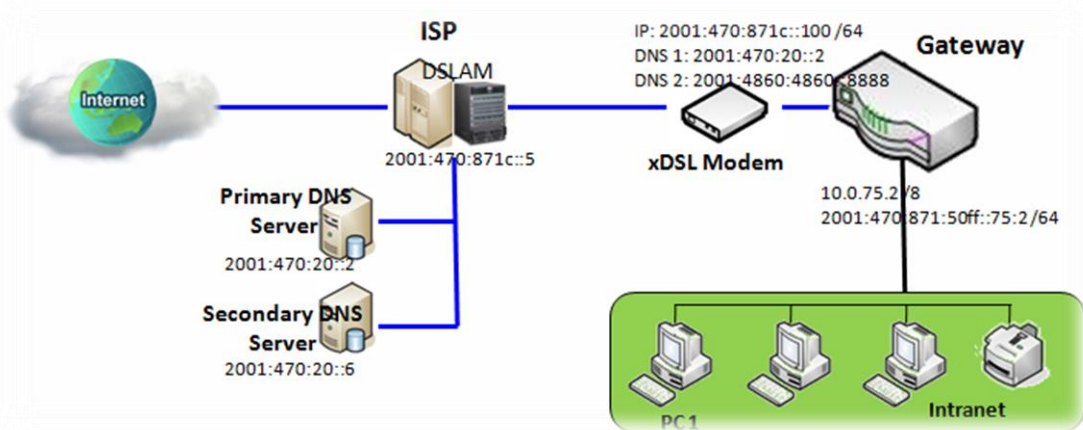 ISP
DSLAM
2001:470:871c::5
Internet
IP: 2001:470:871c::100 /64
DNS 1: 2001:470:20::2
DNS 2: 2001:4860:4860::8888
Gateway
xDSL Modem
10.0.75.2 /8
2001:470:871:50ff::75:2 /64
Primary DNS
Server
2001:470:20::2
Secondary DNS
Server
2001:470:20::6
PC1
Intranet